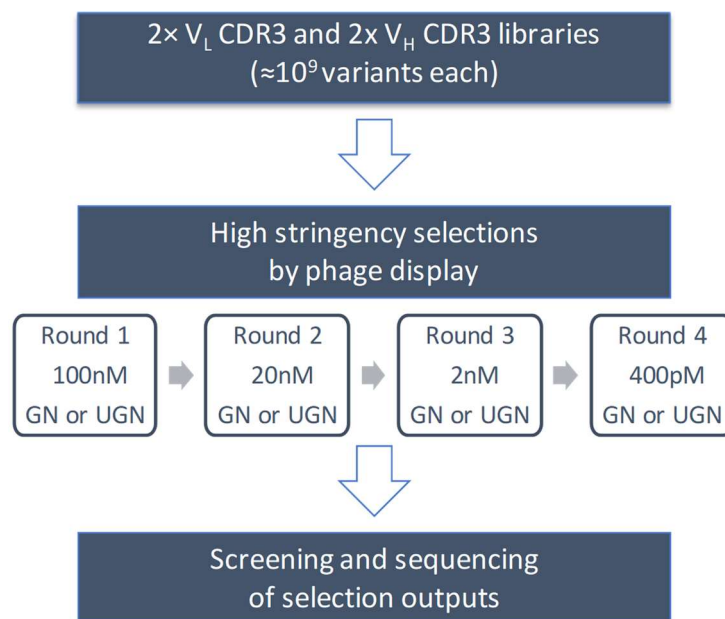 2× V_L CDR3 and 2x V_H CDR3 libraries
(≈10⁹ variants each)
High stringency selections
by phage display
Round 1
100nM
GN or UGN
Round 2
20nM
GN or UGN
Round 3
2nM
GN or UGN
Round 4
400pM
GN or UGN
Screening and sequencing
of selection outputs